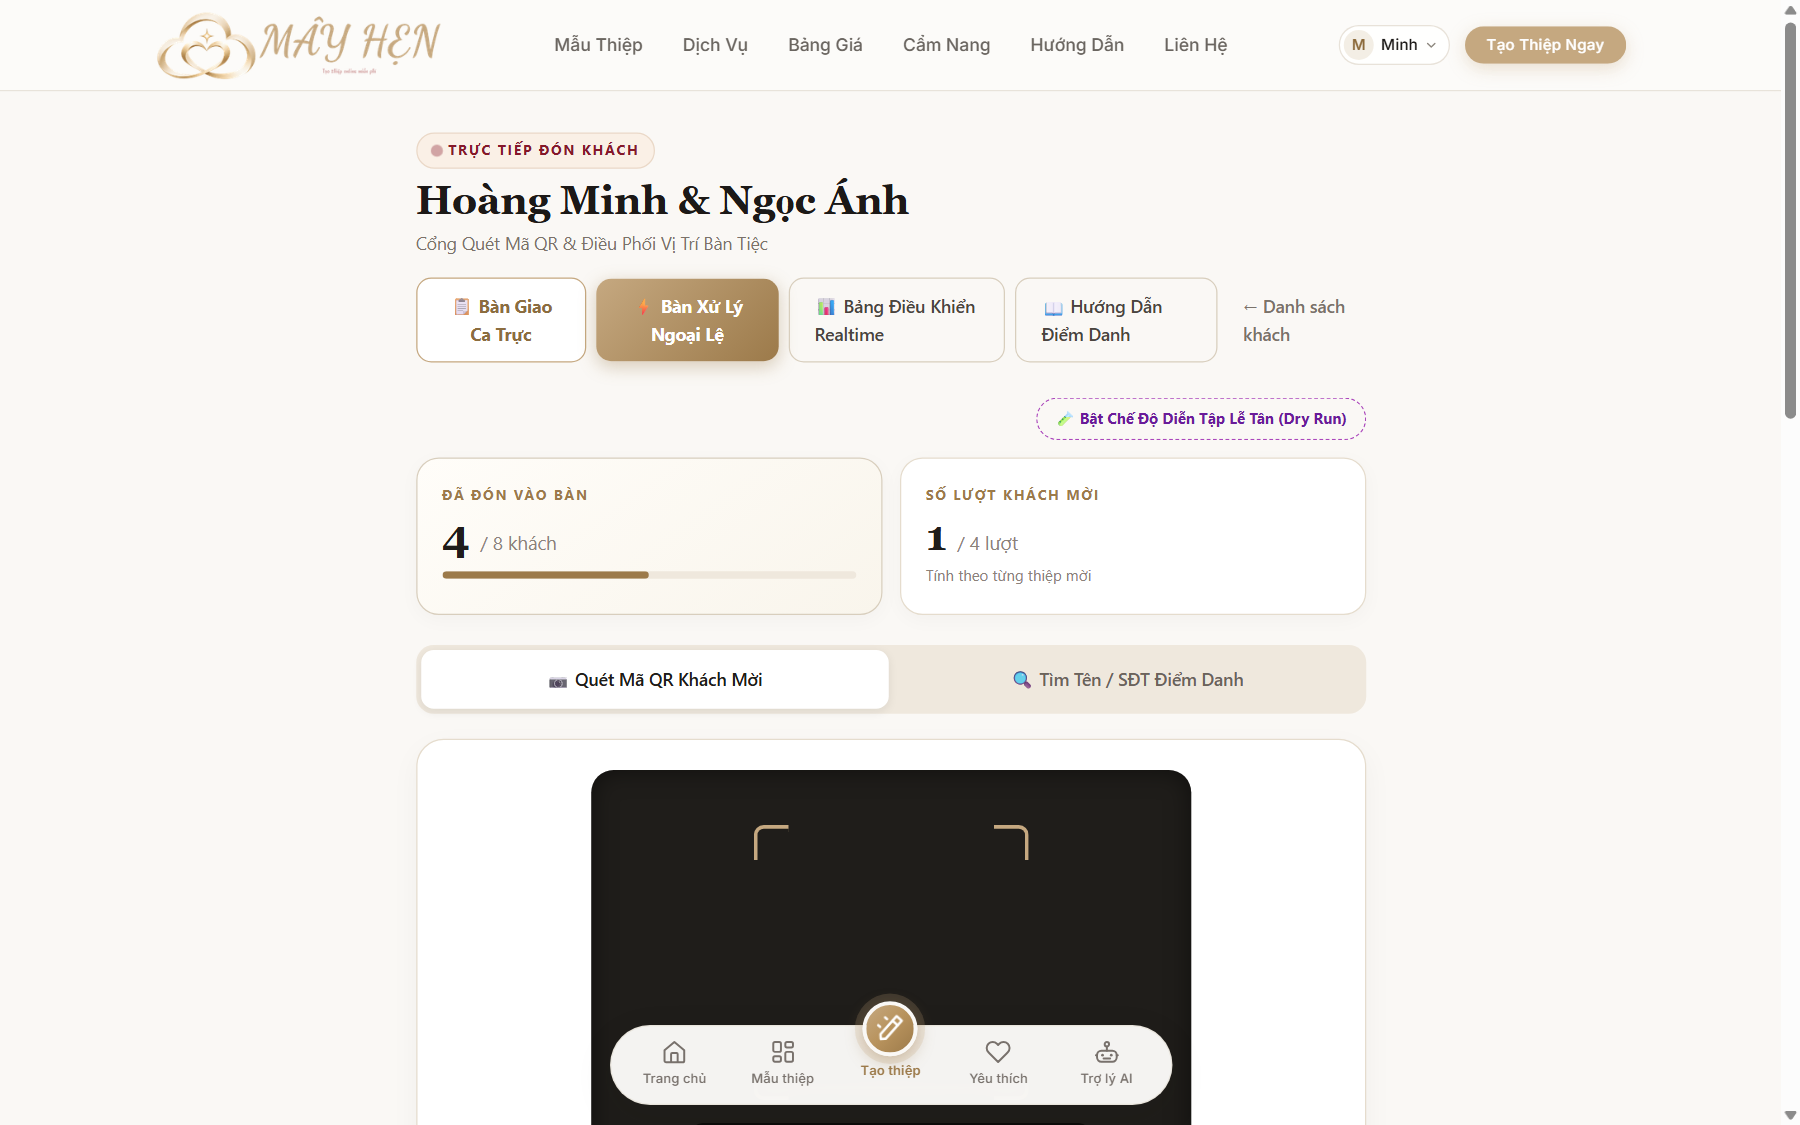 MÂY HẸN
Mẫu Thiệp
Dịch Vụ
Bảng Giá
Cẩm Nang
Hướng Dẫn
Liên Hệ
M
Minh
Tạo Thiệp Ngay
TRỰC TIẾP ĐÓN KHÁCH
Hoàng Minh & Ngọc Ánh
Cổng Quét Mã QR & Điều Phối Vị Trí Bàn Tiệc
Bàn Giao
Ca Trực
Bàn Xử Lý
Ngoại Lệ
Bảng Điều Khiển
Realtime
Hướng Dẫn
Điểm Danh
← Danh sách
khách
Bật Chế Độ Diễn Tập Lễ Tân (Dry Run)
ĐÃ ĐÓN VÀO BÀN
4 / 8 khách
SỐ LƯỢT KHÁCH MỜI
1 / 4 lượt
Tính theo từng thiệp mời
Quét Mã QR Khách Mời
Tìm Tên / SĐT Điểm Danh
Trang chủ
Mẫu thiệp
Tạo thiệp
Yêu thích
Trợ lý AI